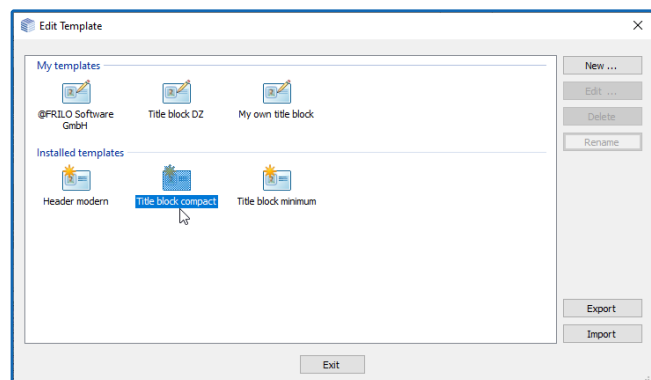 Edit Template
My templates
@FRILO Software
GmbH
Title block DZ
My own title block
Installed templates
Header modern
Title block compact
Title block minimum
New ...
Edit ...
Delete
Rename
Export
Import
Exit